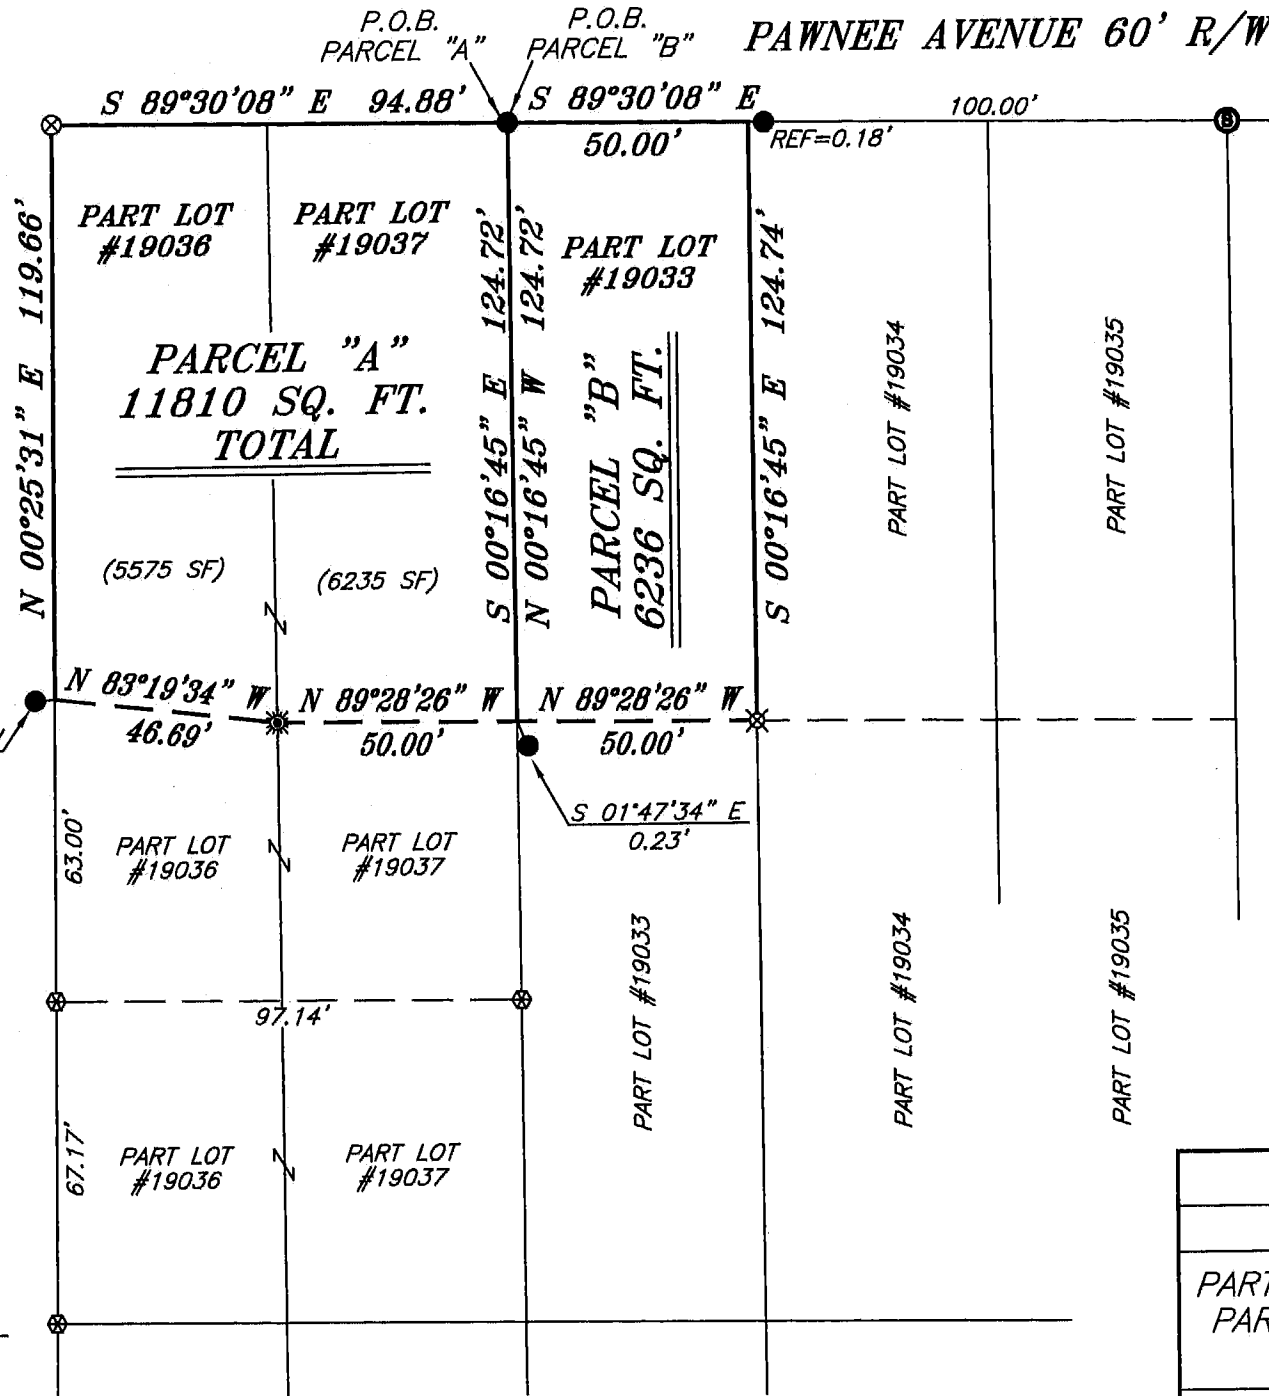 P.O.B.
PARCEL "A"
P.O.B.
PARCEL "B"
PAWNEE AVENUE 60' R/W
S 89°30'08" E 94.88'
S 89°30'08" E
50.00'
100.00'
REF=0.18'
B
N 00°25'31" E 119.66'
PART LOT
#19036
PART LOT
#19037
S 00°16'45" E 124.72'
N 00°16'45" W 124.72'
PART LOT
#19033
S 00°16'45" E 124.74'
PARCEL "A"
11810 SQ. FT.
TOTAL
PARCEL "B"
6236 SQ. FT.
PART LOT #19034
PART LOT #19035
(5575 SF)
(6235 SF)
N 83°19'34" W
46.69'
N 89°28'26" W
50.00'
N 89°28'26" W
50.00'
S 01°47'34" E
0.23'
63.00'
PART LOT
#19036
PART LOT
#19037
PART LOT #19033
PART LOT #19034
PART LOT #19035
97.14'
67.17'
PART LOT
#19036
PART LOT
#19037
PART
PAR